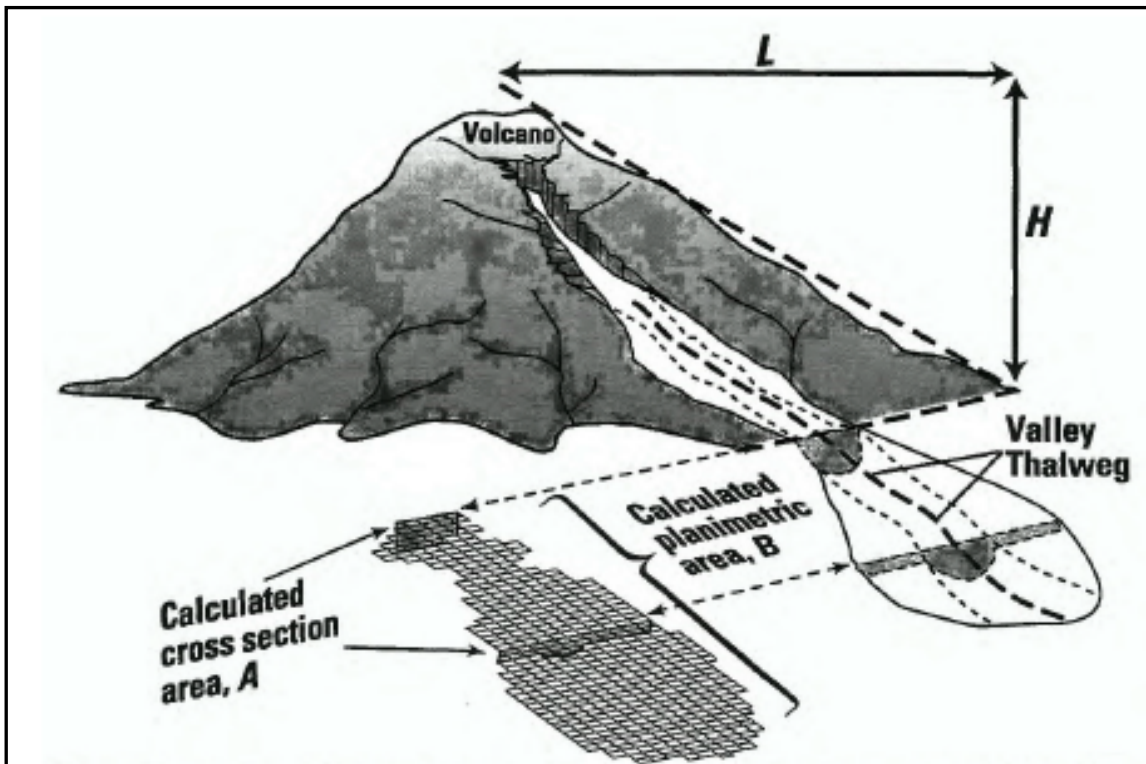 L
Volcano
H
Valley
Thalweg
Calculated
planimetric
area, B
Calculated
cross section
area, A